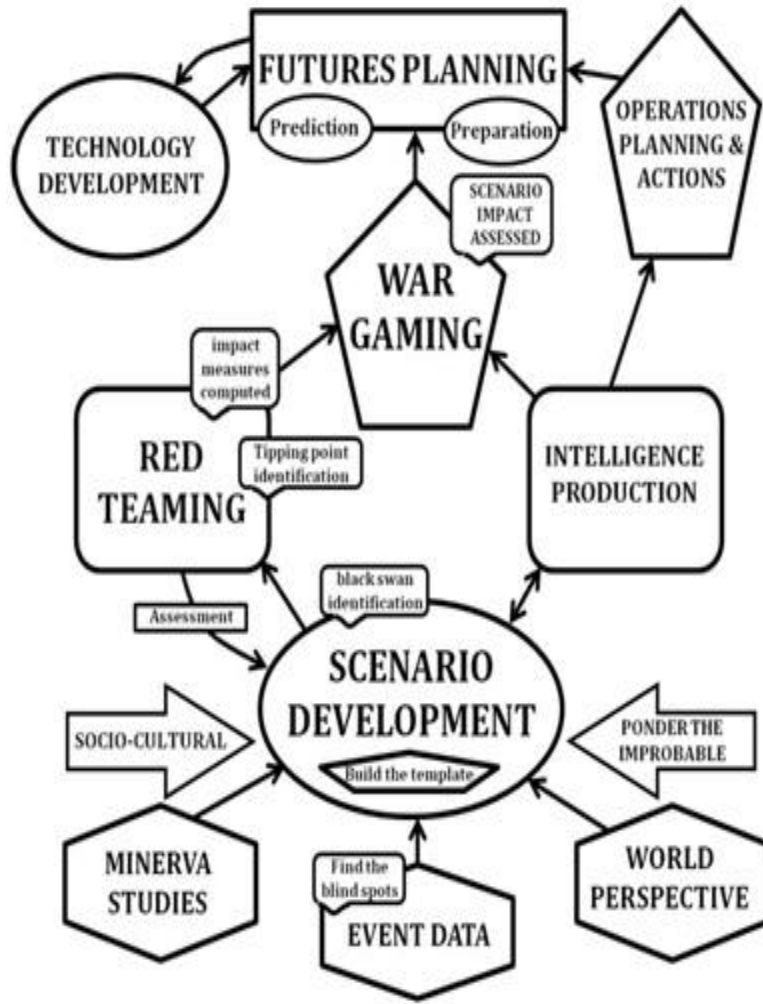 FUTURES PLANNING
Prediction
Preparation
TECHNOLOGY
DEVELOPMENT
OPERATIONS
PLANNING &
ACTIONS
SCENARIO
IMPACT
ASSESSED
WAR
GAMING
impact
measures
computed
RED
TEAMING
Tipping point
identification
INTELLIGENCE
PRODUCTION
black swan
identification
Assessment
SCENARIO
DEVELOPMENT
Build the template
SOCIO-CULTURAL
PONDER THE
IMPROBABLE
MINERVA
STUDIES
Find the
blind spots
EVENT DATA
WORLD
PERSPECTIVE